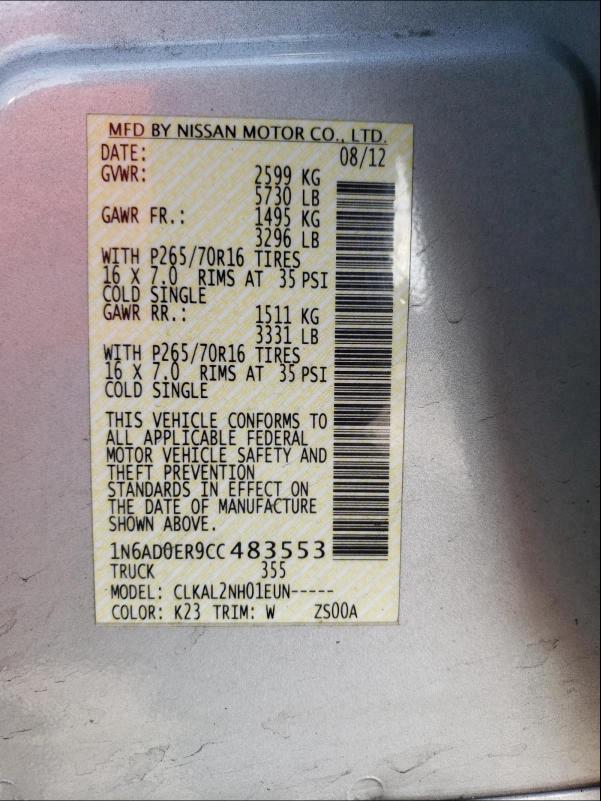 MFD BY NISSAN MOTOR CO., LTD.
DATE: 08/12
GVWR: 2599 KG
5730 LB
GAWR FR.: 1495 KG
3296 LB
WITH P265/70R16 TIRES
16 X 7.0 RIMS AT 35 PSI
COLD SINGLE
GAWR RR.: 1511 KG
3331 LB
WITH P265/70R16 TIRES
16 X 7.0 RIMS AT 35 PSI
COLD SINGLE
THIS VEHICLE CONFORMS TO
ALL APPLICABLE FEDERAL
MOTOR VEHICLE SAFETY AND
THEFT PREVENTION
STANDARDS IN EFFECT ON
THE DATE OF MANUFACTURE
SHOWN ABOVE.
1N6AD0ER9CC483553
TRUCK 355
MODEL: CLKAL2NH01EUN-----
COLOR: K23 TRIM: W ZS00A